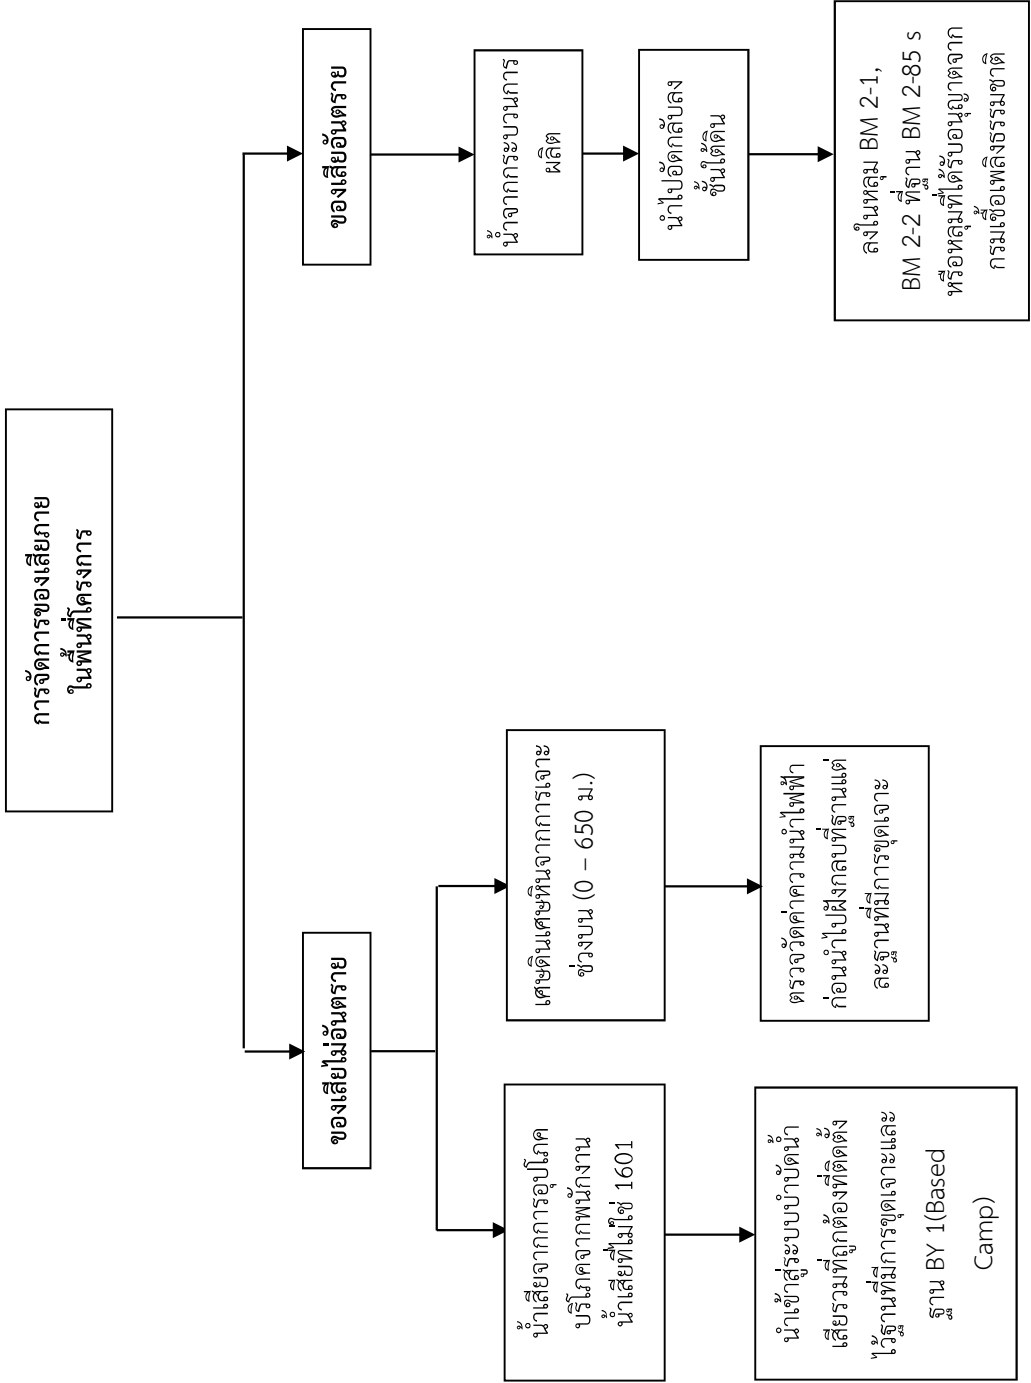 การจัดการของเสียภาย
ในพื้นที่โครงการ
ของเสียไม่อันตราย
น้ำเสียจากการอุปโภค
บริโภคจากพนักงาน
น้ำเสียที่ไม่ใช่ 1601
นำเข้าสู่ระบบบำบัดน้ำ
เสียรวมที่ถูกต้องที่ติดตั้ง
ไว้ฐานที่มีการขุดเจาะและ
ฐาน BY 1(Based
Camp)
เศษดินเศษหินจากการเจาะ
ช่วงบน (0 – 650 ม.)
ตรวจวัดค่าความนำไฟฟ้า
ก่อนนำไปฝังกลบที่ฐานแต่
ละฐานที่มีการขุดเจาะ
ของเสียอันตราย
น้ำจากกระบวนการ
ผลิต
นำไปอัดกลับลง
ชั้นใต้ดิน
ลงในหลุม BM 2-1,
BM 2-2 ที่ฐาน BM 2-85 s
หรือหลุมที่ได้รับอนุญาตจาก
กรมเชื้อเพลิงธรรมชาติ